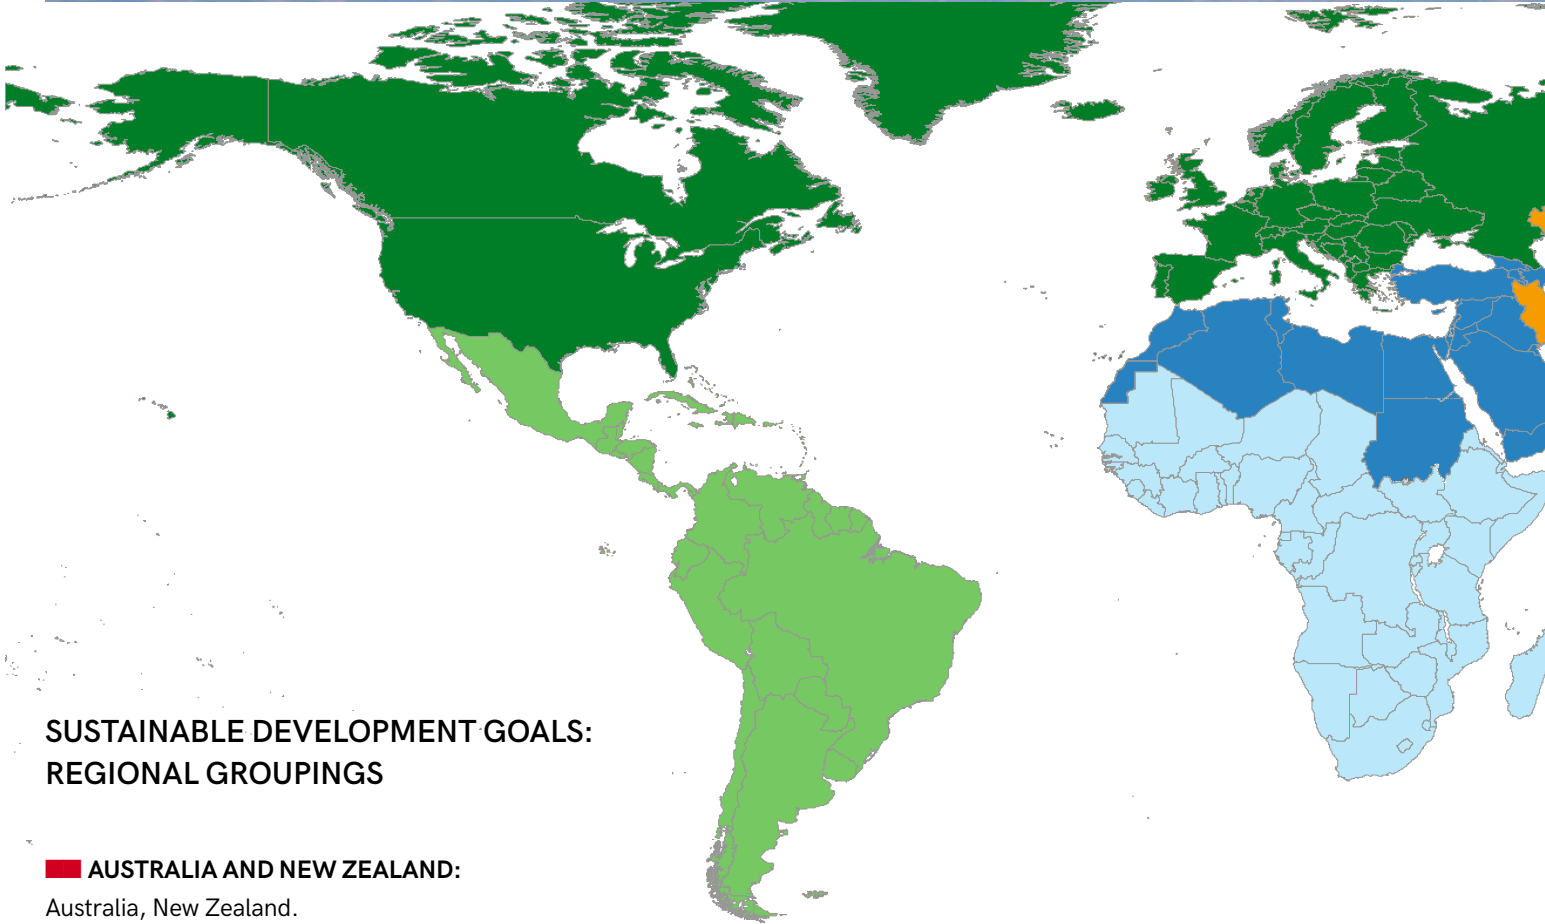 SUSTAINABLE DEVELOPMENT GOALS:
REGIONAL GROUPINGS
AUSTRALIA AND NEW ZEALAND:
Australia, New Zealand.